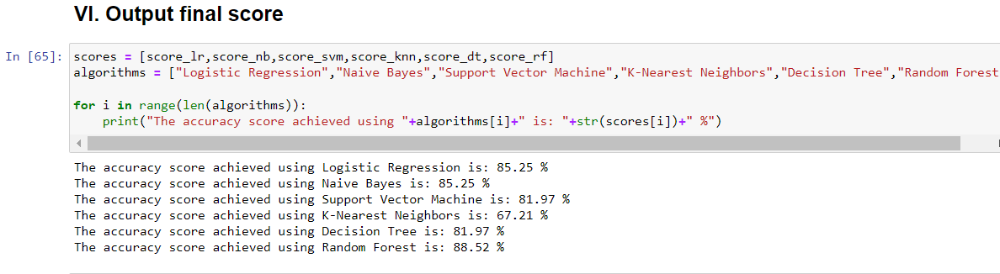 VI. Output final score
In [65]: scores = [score_lr,score_nb,score_svm,score_knn,score_dt,score_rf]
algorithms = ["Logistic Regression","Naive Bayes","Support Vector Machine","K-Nearest Neighbors","Decision Tree","Random Forest
for i in range(len(algorithms)):
    print("The accuracy score achieved using "+algorithms[i]+" is: "+str(scores[i])+" %")
The accuracy score achieved using Logistic Regression is: 85.25 %
The accuracy score achieved using Naive Bayes is: 85.25 %
The accuracy score achieved using Support Vector Machine is: 81.97 %
The accuracy score achieved using K-Nearest Neighbors is: 67.21 %
The accuracy score achieved using Decision Tree is: 81.97 %
The accuracy score achieved using Random Forest is: 88.52 %